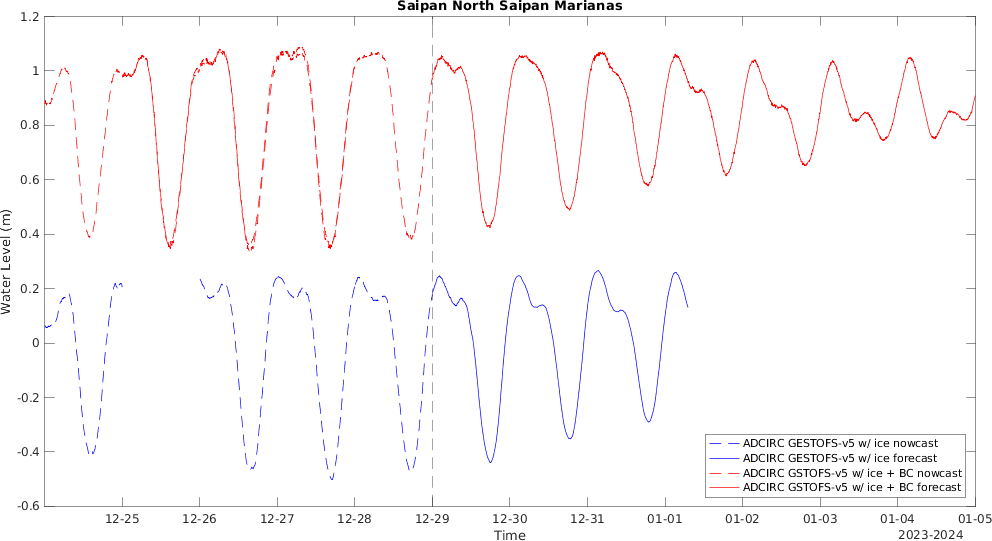 Saipan North Saipan Marianas
1.2
1
0.8
0.6
0.4
0.2
0
-0.2
-0.4
-0.6
Water Level (m)
12-25 12-26 12-27 12-28 12-29 12-30 12-31 01-01 01-02 01-03 01-04 01-05
Time
2023-2024
ADCIRC GESTOFS-v5 w/ ice nowcast
ADCIRC GESTOFS-v5 w/ ice forecast
ADCIRC GSTOFS-v5 w/ ice + BC nowcast
ADCIRC GSTOFS-v5 w/ ice + BC forecast